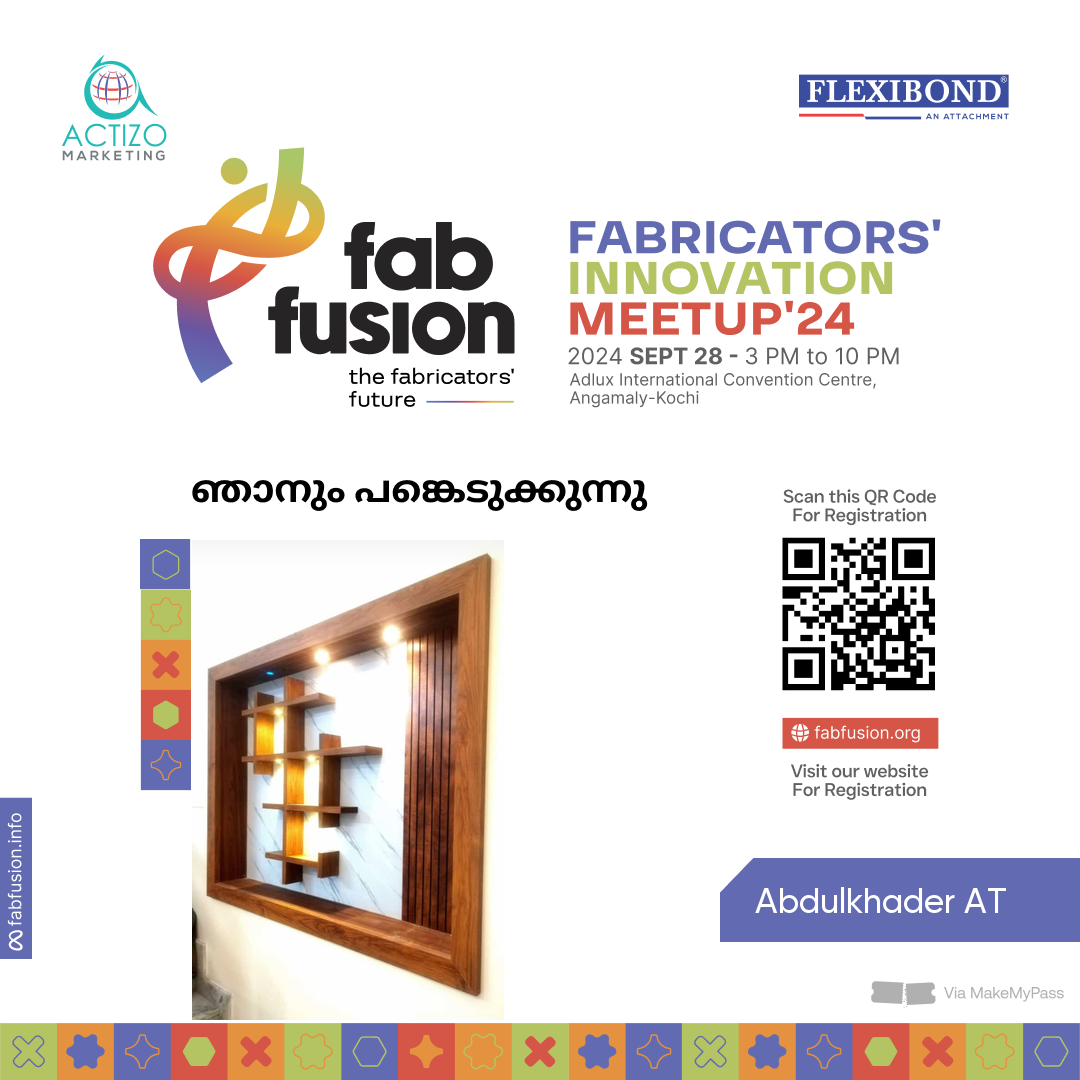 ACTIZO
MARKETING
FLEXIBOND®
AN ATTACHMENT
fab
fusion
the fabricators'
future
FABRICATORS'
INNOVATION
MEETUP'24
2024 SEPT 28 - 3 PM to 10 PM
Adlux International Convention Centre,
Angamaly-Kochi
ഞാനും പങ്കെടുക്കുന്നു
Scan this QR Code
For Registration
fabfusion.org
Visit our website
For Registration
fabfusion.info
Abdulkhader AT
Via MakeMyPass